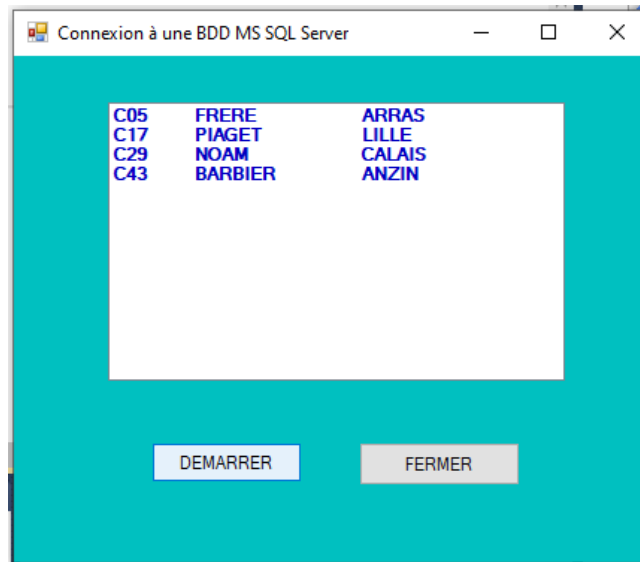 Connexion à une BDD MS SQL Server
C05 FRERE ARRAS
C17 PIAGET LILLE
C29 NOAM CALAIS
C43 BARBIER ANZIN
DEMARRER FERMER